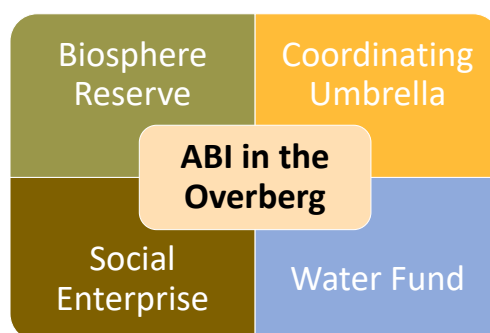 Biosphere
Reserve
Coordinating
Umbrella
ABI in the
Overberg
Social
Enterprise
Water Fund